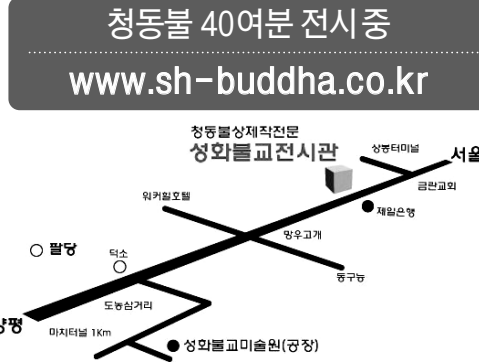 청동불 40여분 전시 중
www.sh-buddha.co.kr
청동불상제작전문
성화불교전시관
상봉터미널
서울
금란교회
워커힐호텔
제일은행
망우고개
팔당
덕소
동구능
도농삼거리
양평
마치터널 1Km
성화불교미술원(공장)